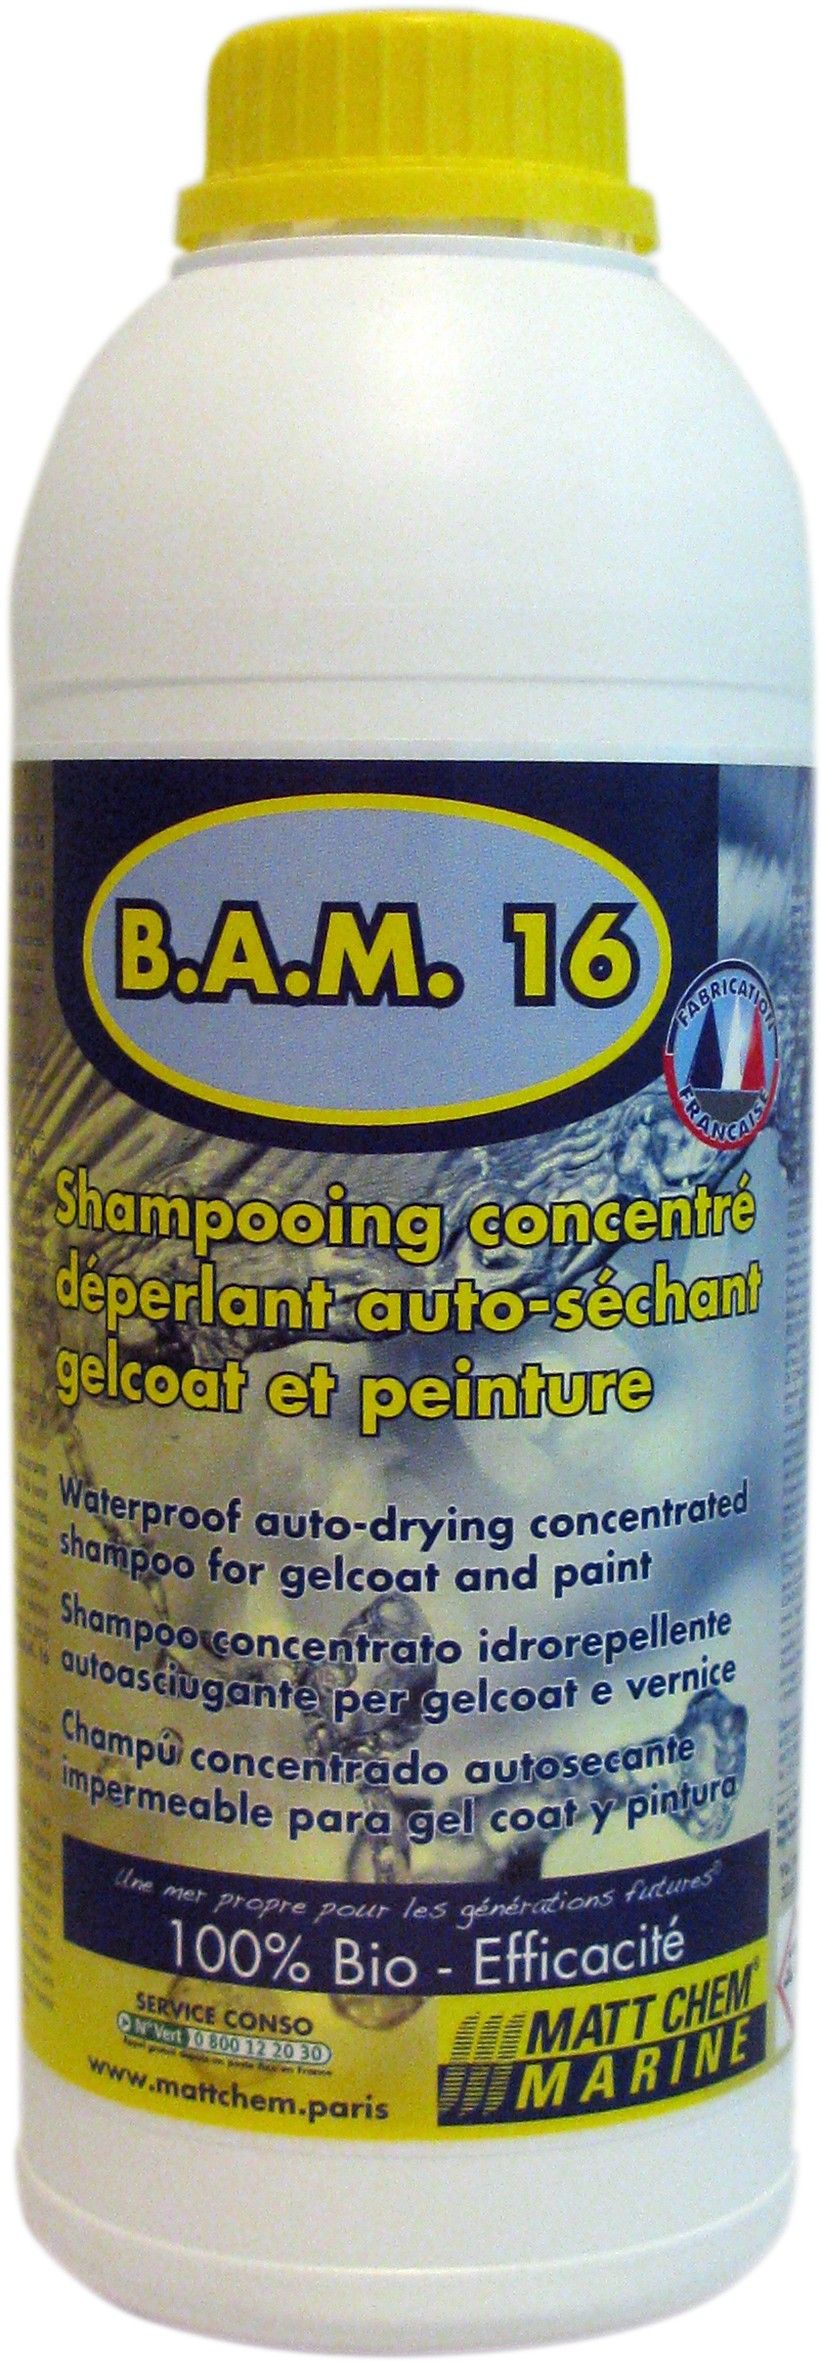 B.A.M. 16
FABRICATION
FRANÇAISE
Shampooing concentré
déperlant auto-séchant
gelcoat et peinture
Waterproof auto-drying concentrated
shampoo for gelcoat and paint
Shampoo concentrato idrorepellente
autoasciugante per gelcoat e vernice
Champû concentrado autosecante
impermeable para gel coat y pintura
Une mer propre pour les générations futures®
100% Bio - Efficacité
SERVICE CONSO
N° Vert 0 800 12 20 30
www.mattchem.paris
MATT CHEM®
MARINE